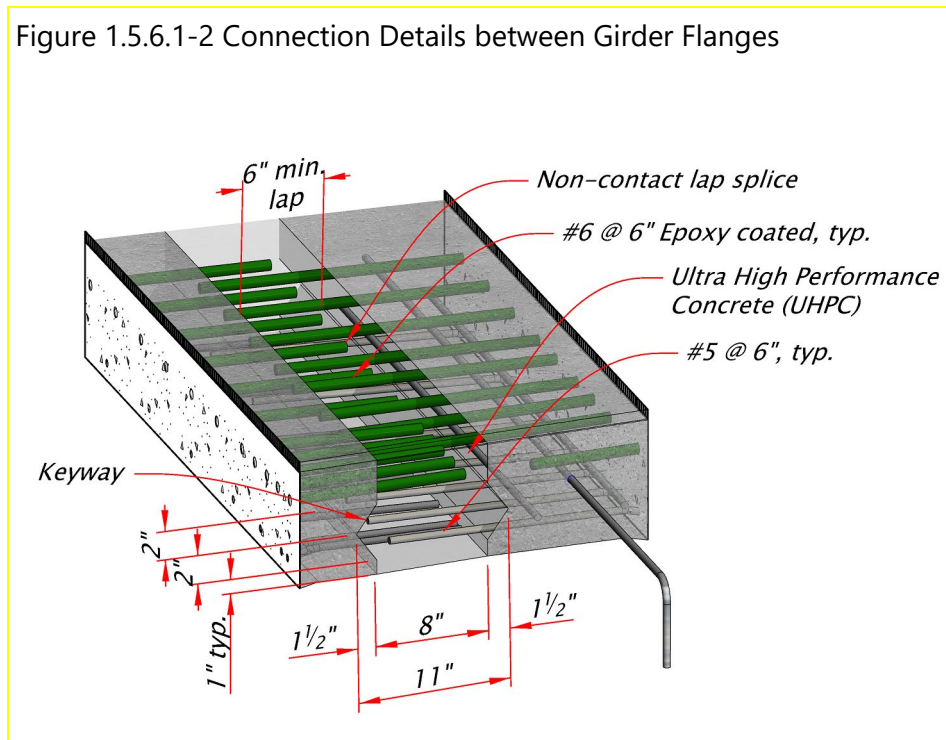 Figure 1.5.6.1-2 Connection Details between Girder Flanges
6" min.
lap
Non-contact lap splice
#6 @ 6" Epoxy coated, typ.
Ultra High Performance
Concrete (UHPC)
#5 @ 6", typ.
Keyway
2"
2"
1" typ.
1 1/2"
8"
1 1/2"
11"